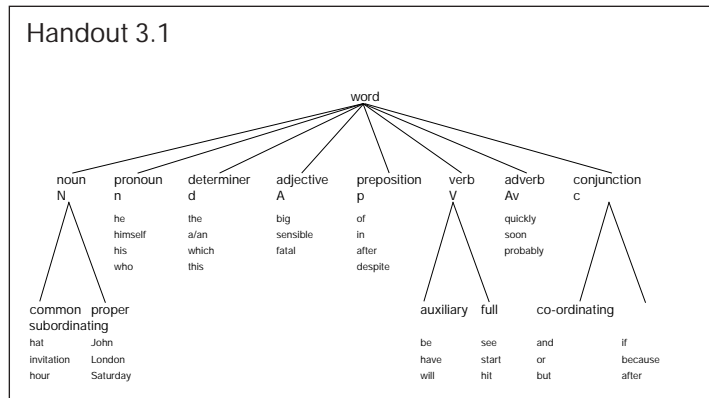 Handout 3.1
word
noun pronoun determiner adjective preposition verb adverb conjunction
N n d A p V Av c
he the big of quickly
himself a/an sensible in soon
his which fatal after probably
who this despite
common proper auxiliary full co-ordinating
subordinating
hat John be see and if
invitation London have start or because
hour Saturday will hit but after